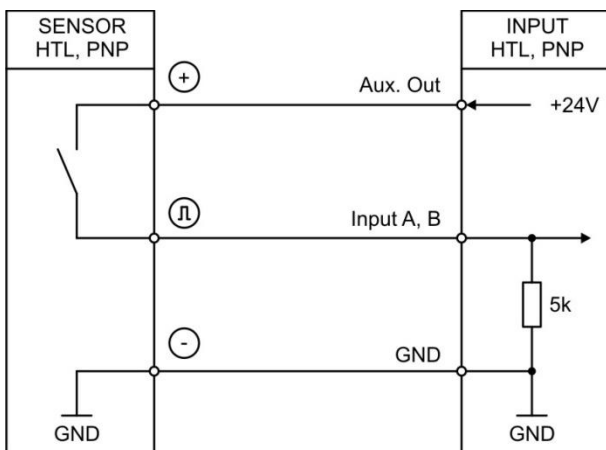 SENSOR
HTL, PNP
INPUT
HTL, PNP
+
Aux. Out
+24V
Input A, B
5k
-
GND
GND
GND